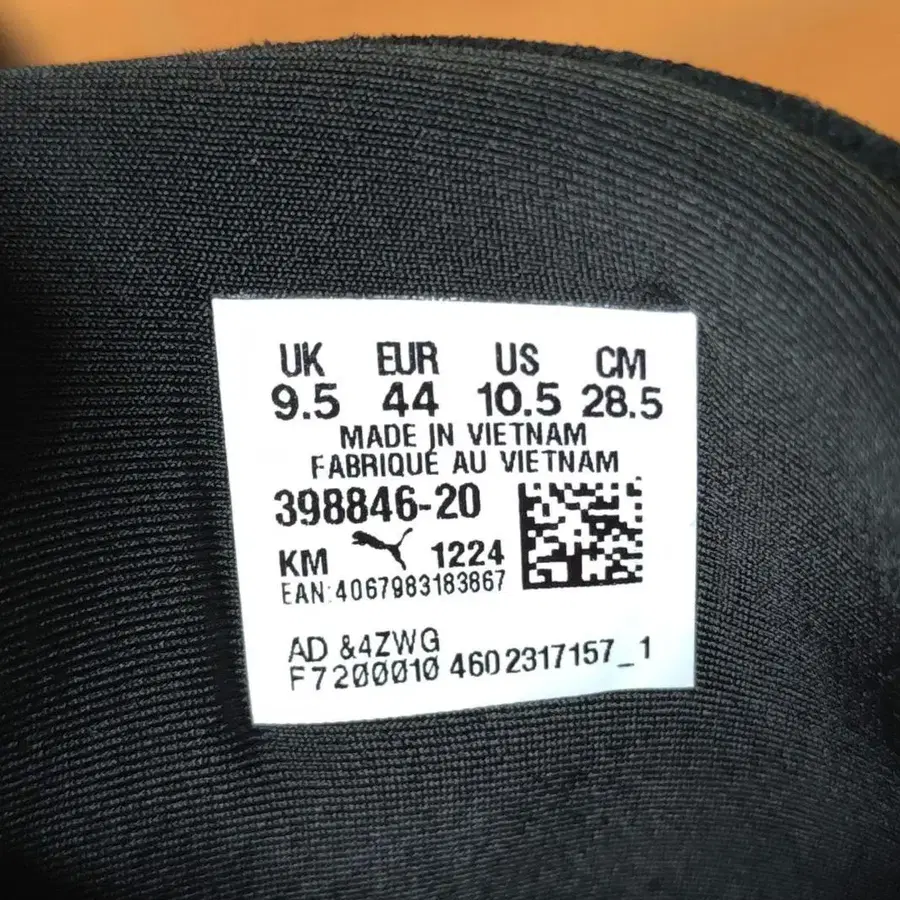 UK EUR US CM
9.5 44 10.5 28.5
MADE IN VIETNAM
FABRIQUÉ AU VIETNAM
398846-20
KM 1224
EAN:4067983183867
AD &4ZWG
F7200010 4602317157_1